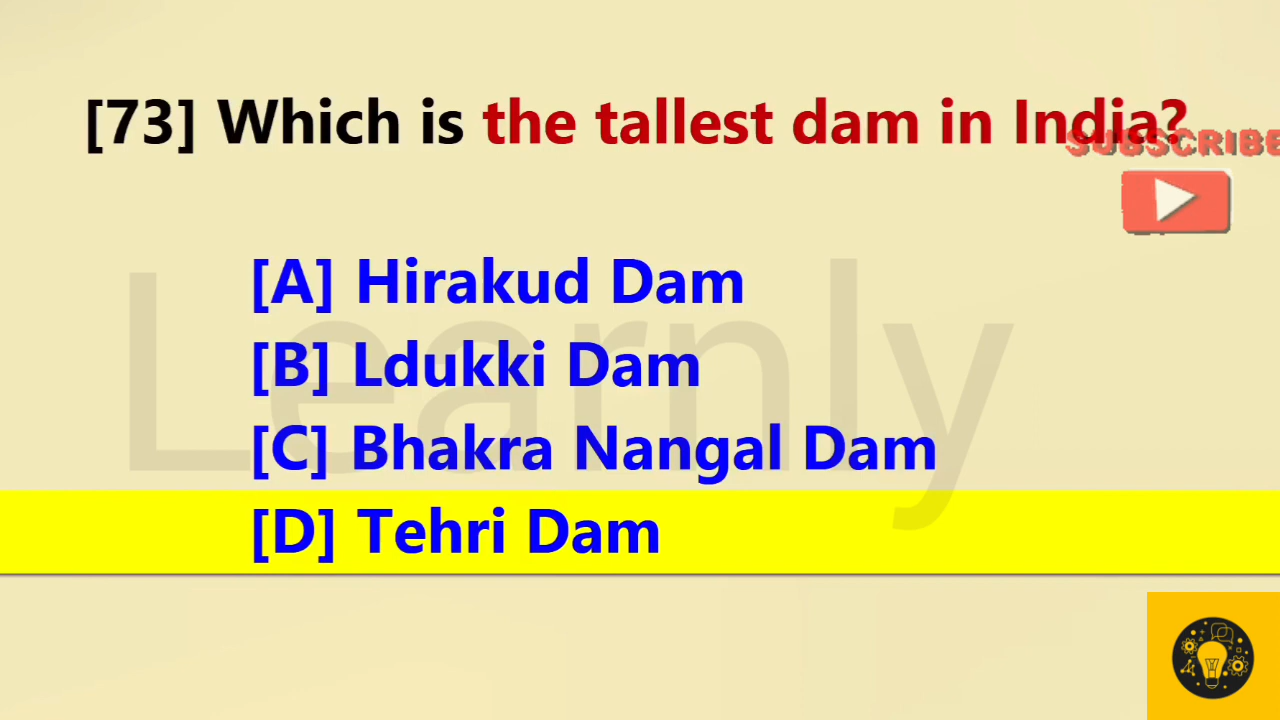 [73] Which is the tallest dam in India?
SUBSCRIBE
[A] Hirakud Dam
[B] Ldukki Dam
[C] Bhakra Nangal Dam
[D] Tehri Dam
Learnly